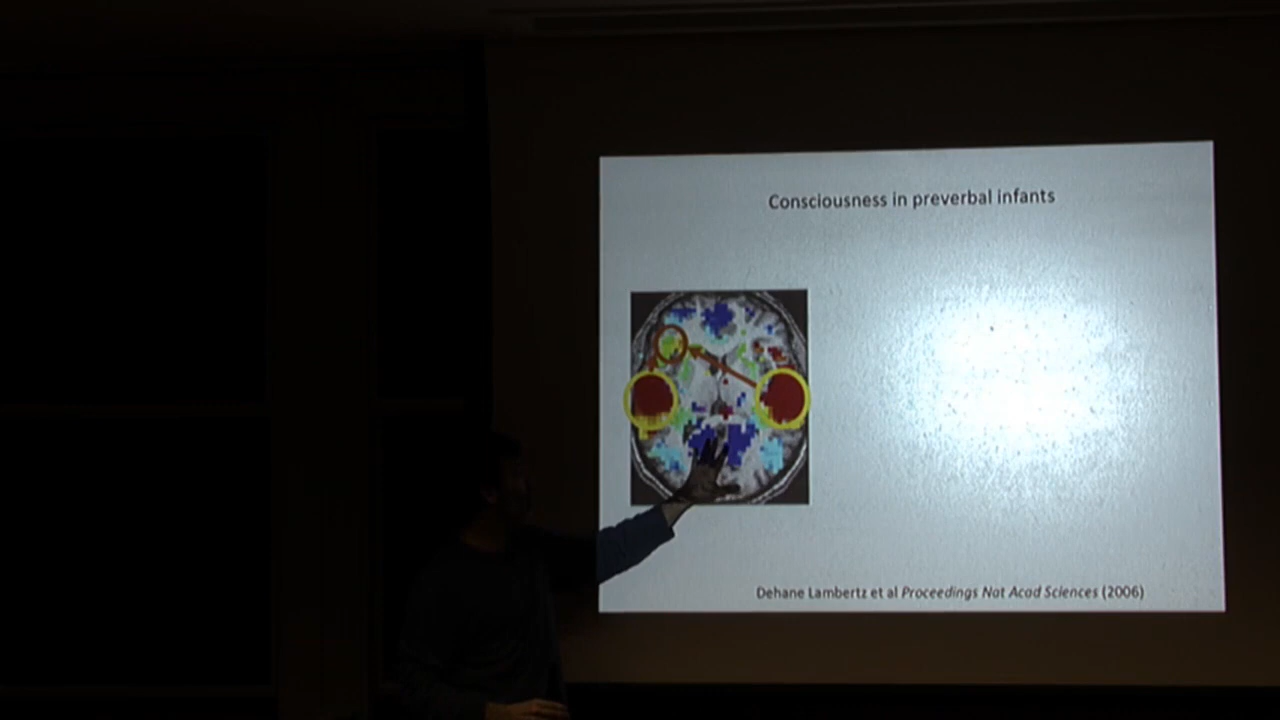 Consciousness in preverbal infants
Dehane Lambertz et al Proceedings Nat Acad Sciences (2006)